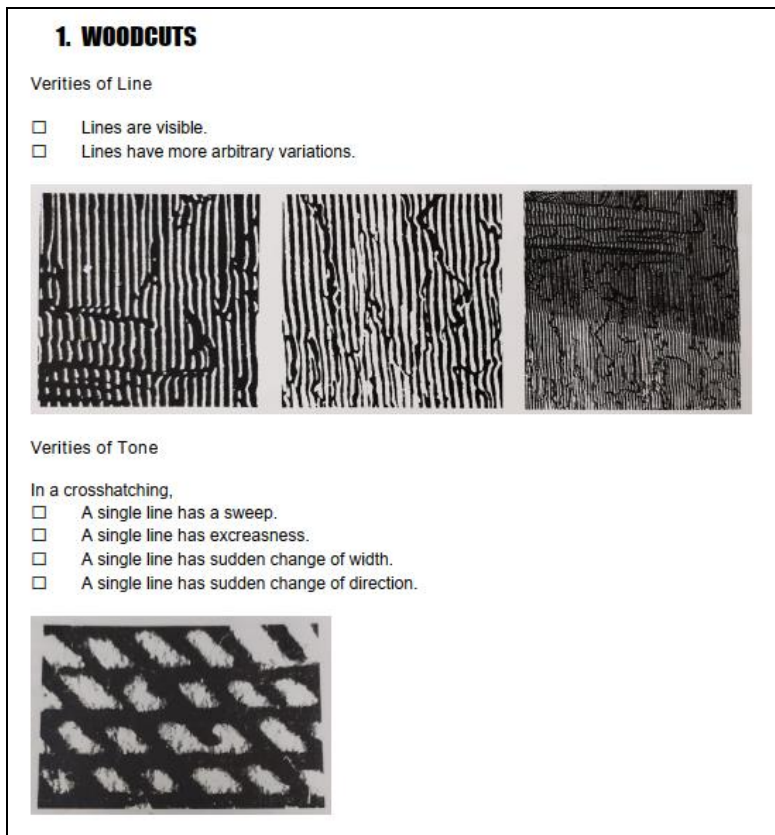 1. WOODCUTS
Verities of Line
☐ Lines are visible.
☐ Lines have more arbitrary variations.
Verities of Tone
In a crosshatching,
☐ A single line has a sweep.
☐ A single line has excreasness.
☐ A single line has sudden change of width.
☐ A single line has sudden change of direction.